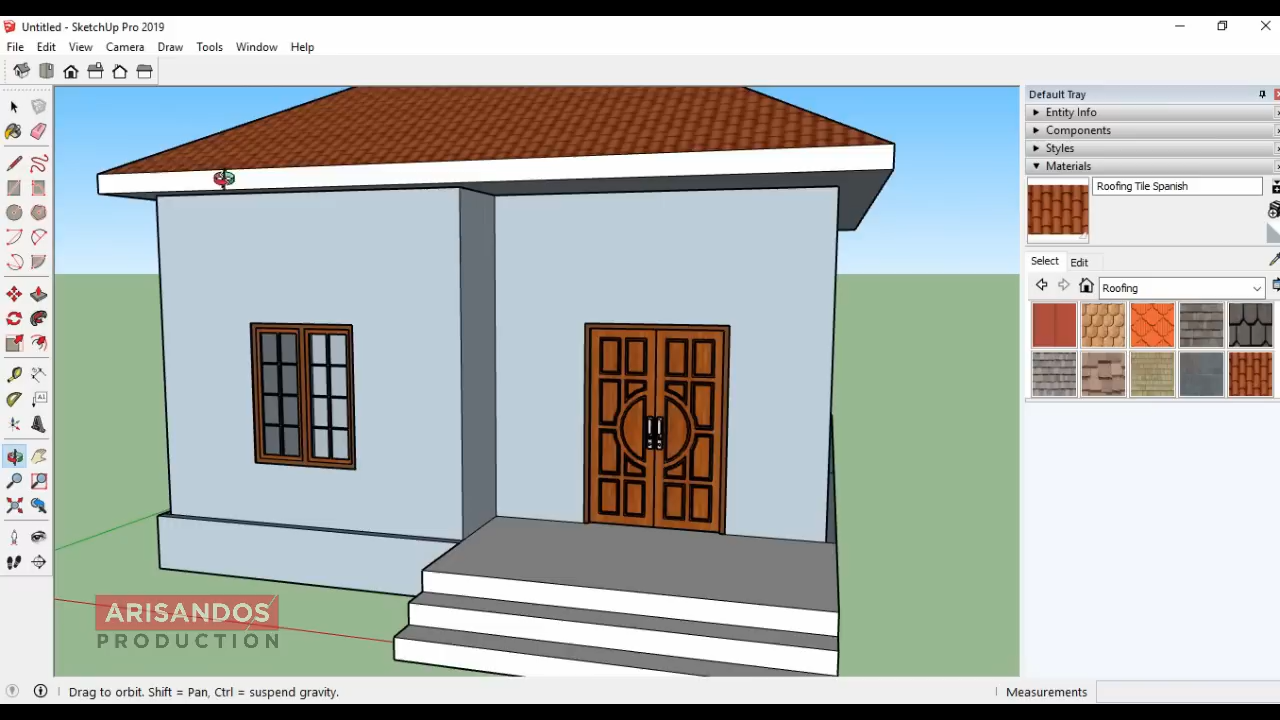 Untitled - SketchUp Pro 2019
File Edit View Camera Draw Tools Window Help
Default Tray
Entity Info
Components
Styles
Materials
Roofing Tile Spanish
Select Edit
Roofing
A1
ARISANDOS
PRODUCTION
Drag to orbit. Shift = Pan, Ctrl = suspend gravity.
Measurements